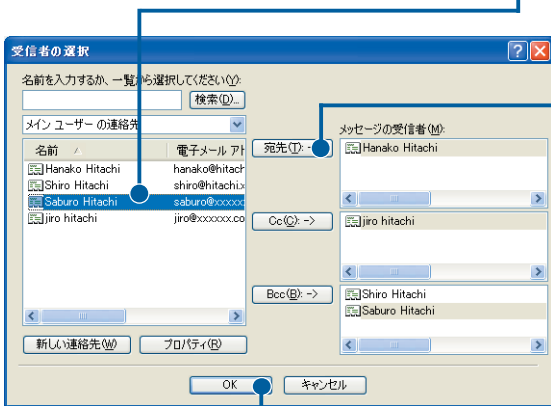 受信者の選択
名前を入力するか、一覧から選択してください(Y):
検索(D)...
メイン ユーザー の連絡先
メッセージの受信者(M):
名前
電子メール アト
宛先(T): ->
Hanako Hitachi
hanako@hitach
Hanako Hitachi
Shiro Hitachi
shiro@hitachi.x
Saburo Hitachi
saburo@xxxxx
jiro hitachi
jiro@xxxxxx.co
Cc(C): ->
jiro hitachi
Bcc(B): ->
Shiro Hitachi
Saburo Hitachi
新しい連絡先(W)
プロパティ(R)
OK
キャンセル